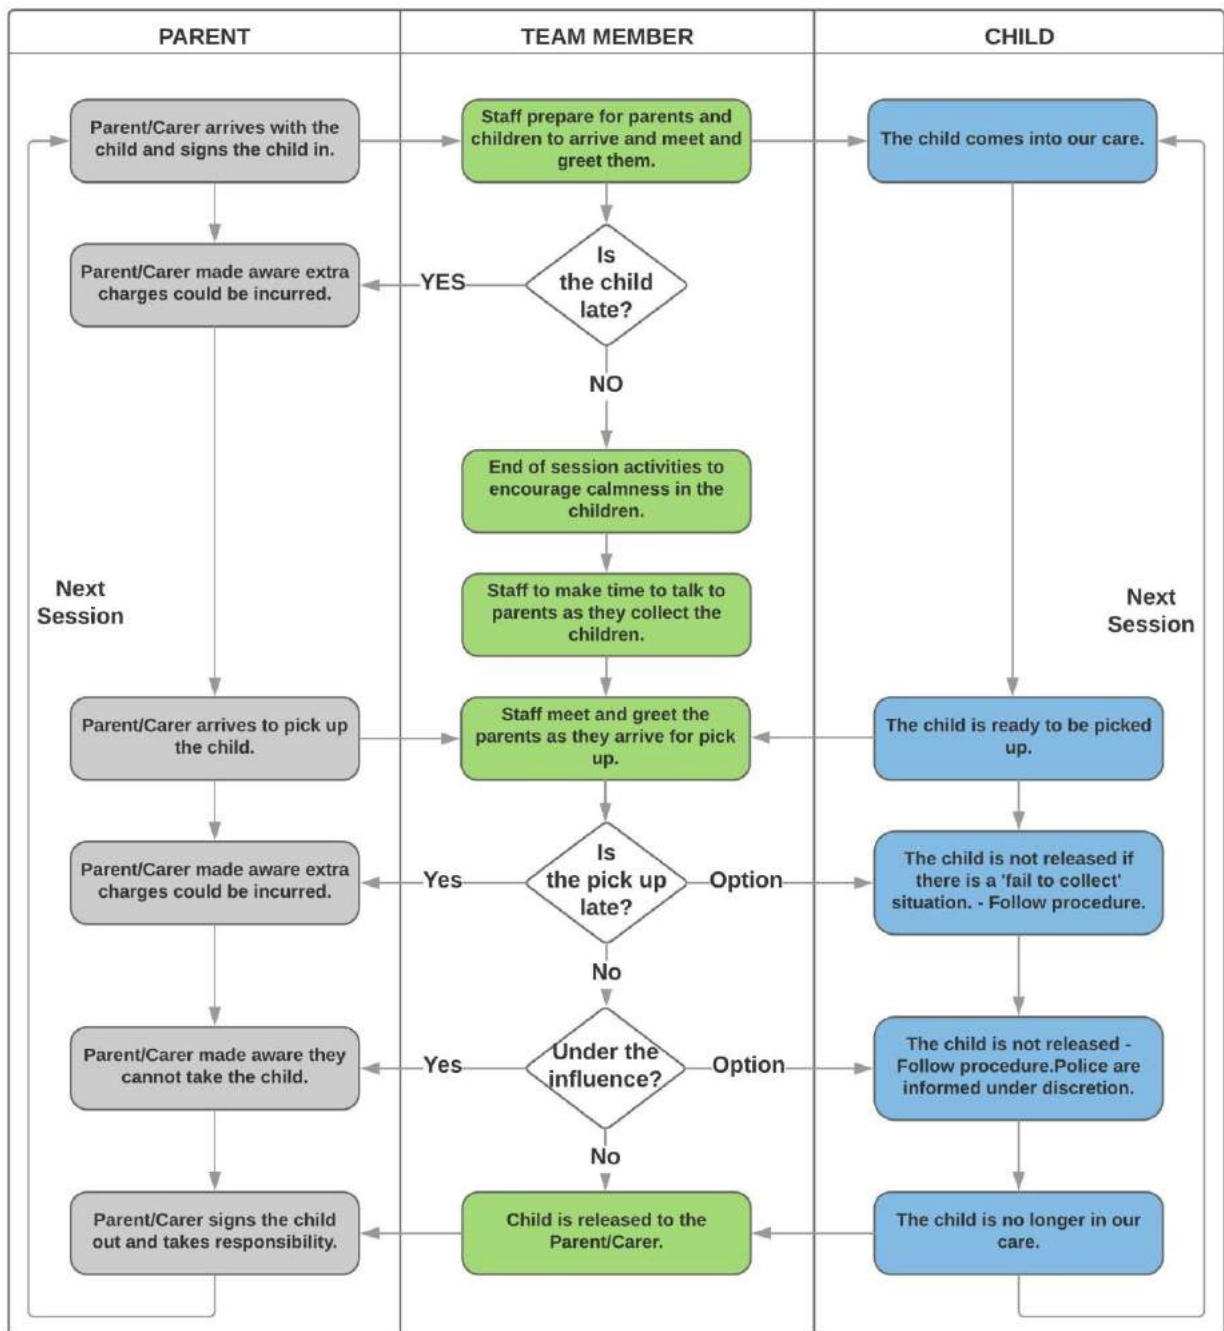 PARENT
TEAM MEMBER
CHILD
Parent/Carer arrives with the
child and signs the child in.
Staff prepare for parents and
children to arrive and meet and
greet them.
The child comes into our care.
Parent/Carer made aware extra
charges could be incurred.
YES
Is
the child
late?
NO
End of session activities to
encourage calmness in the
children.
Next
Session
Staff to make time to talk to
parents as they collect the
children.
Next
Session
Parent/Carer arrives to pick up
the child.
Staff meet and greet the
parents as they arrive for pick
up.
The child is ready to be picked
up.
Parent/Carer made aware extra
charges could be incurred.
Yes
Is
the pick up
late?
Option
The child is not released if
there is a 'fail to collect'
situation. - Follow procedure.
No
Parent/Carer made aware they
cannot take the child.
Yes
Under the
influence?
Option
The child is not released -
Follow procedure.Police are
informed under discretion.
No
Parent/Carer signs the child
out and takes responsibility.
Child is released to the
Parent/Carer.
The child is no longer in our
care.